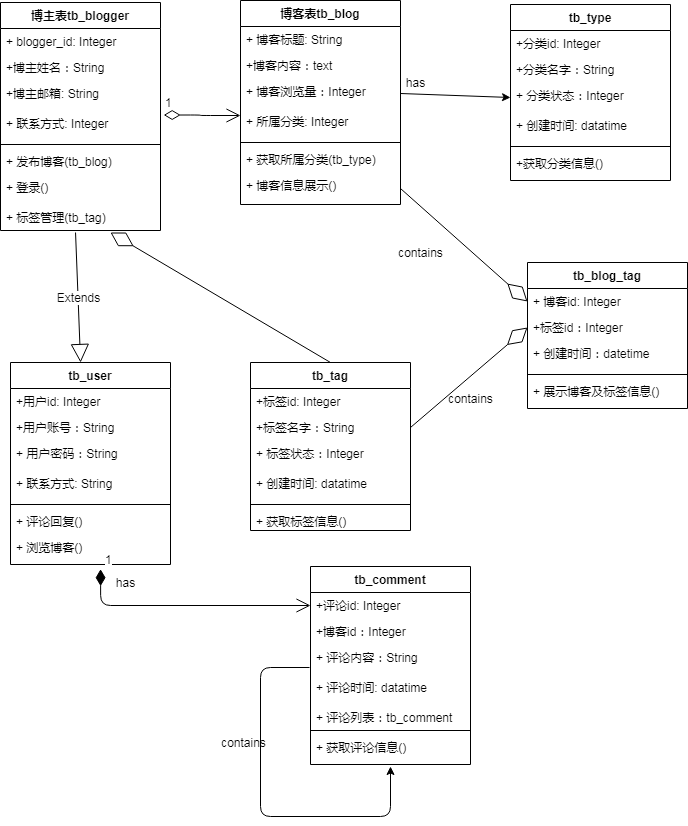 博主表tb_blogger
+ blogger_id: Integer
+博主姓名：String
+博主邮箱: String
+ 联系方式: Integer
+ 发布博客(tb_blog)
+ 登录()
+ 标签管理(tb_tag)
1
博客表tb_blog
+ 博客标题: String
+博客内容：text
+ 博客浏览量：Integer
+ 所属分类: Integer
+ 获取所属分类(tb_type)
+ 博客信息展示()
has
tb_type
+分类id: Integer
+分类名字：String
+ 分类状态：Integer
+ 创建时间: datatime
+获取分类信息()
contains
tb_blog_tag
+ 博客id: Integer
+标签id：Integer
+ 创建时间：datetime
+ 展示博客及标签信息()
Extends
tb_user
+用户id: Integer
+用户账号：String
+ 用户密码：String
+ 联系方式: String
+ 评论回复()
+ 浏览博客()
tb_tag
+标签id: Integer
+标签名字：String
+ 标签状态：Integer
+ 创建时间: datatime
+ 获取标签信息()
contains
1
has
tb_comment
+评论id: Integer
+博客id：Integer
+ 评论内容：String
+ 评论时间: datatime
+ 评论列表：tb_comment
+ 获取评论信息()
contains